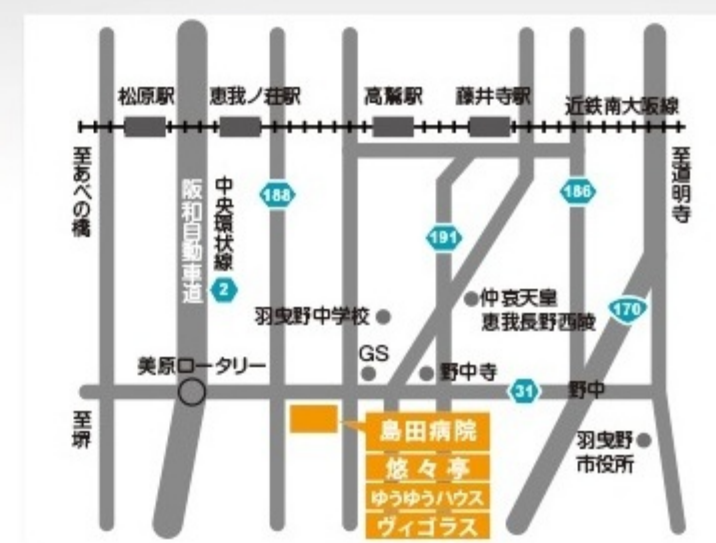 松原駅
恵我ノ荘駅
高鷲駅
藤井寺駅
近鉄南大阪線
至あべの橋
阪和自動車道
中央環状線
2
188
191
186
至道明寺
仲哀天皇
恵我長野西陵
170
羽曳野中学校
GS
美原ロータリー
野中寺
31
野中
至堺
島田病院
悠々亭
ゆうゆうハウス
ヴィゴラス
羽曳野
市役所